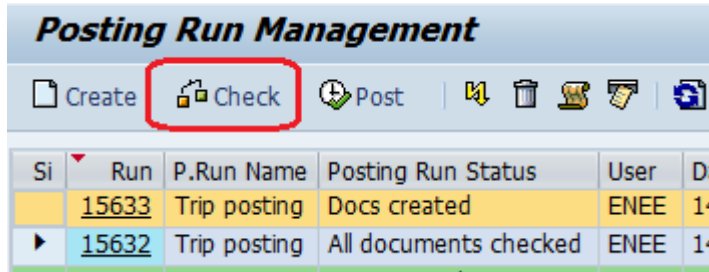 Posting Run Management
Create Check Post
Si Run P.Run Name Posting Run Status User
15633 Trip posting Docs created ENEE
15632 Trip posting All documents checked ENEE